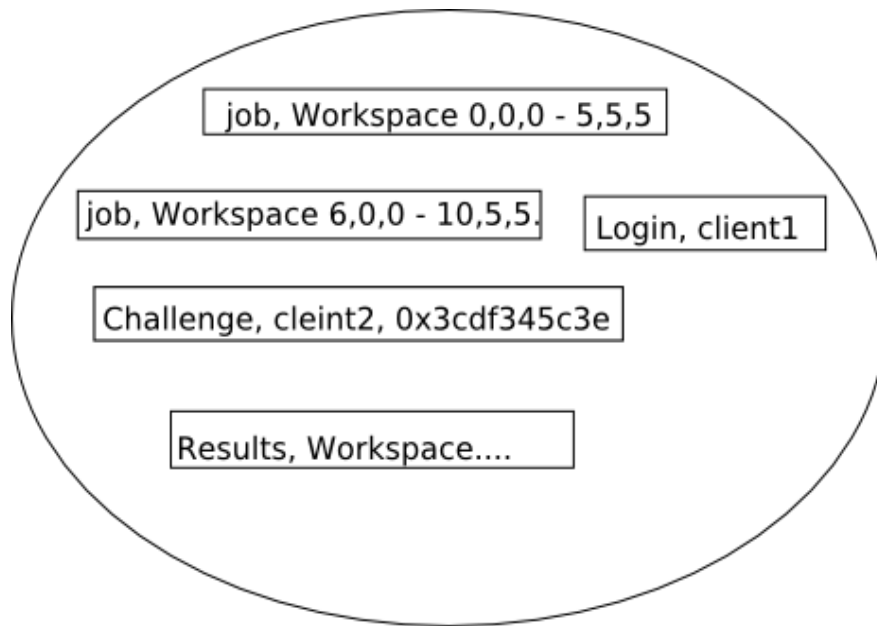 job, Workspace 0,0,0 - 5,5,5
job, Workspace 6,0,0 - 10,5,5.
Login, client1
Challenge, cleint2, 0x3cdf345c3e
Results, Workspace....